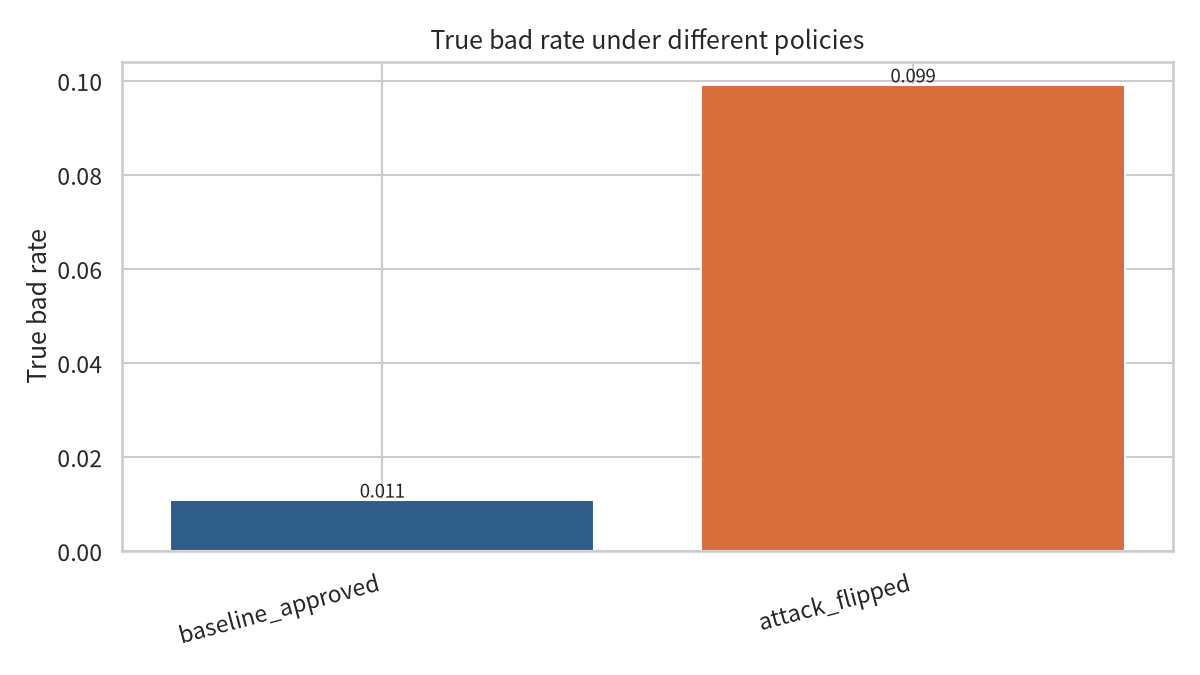 True bad rate under different policies
True bad rate
0.10
0.08
0.06
0.04
0.02
0.00
0.011
0.099
baseline_approved
attack_flipped